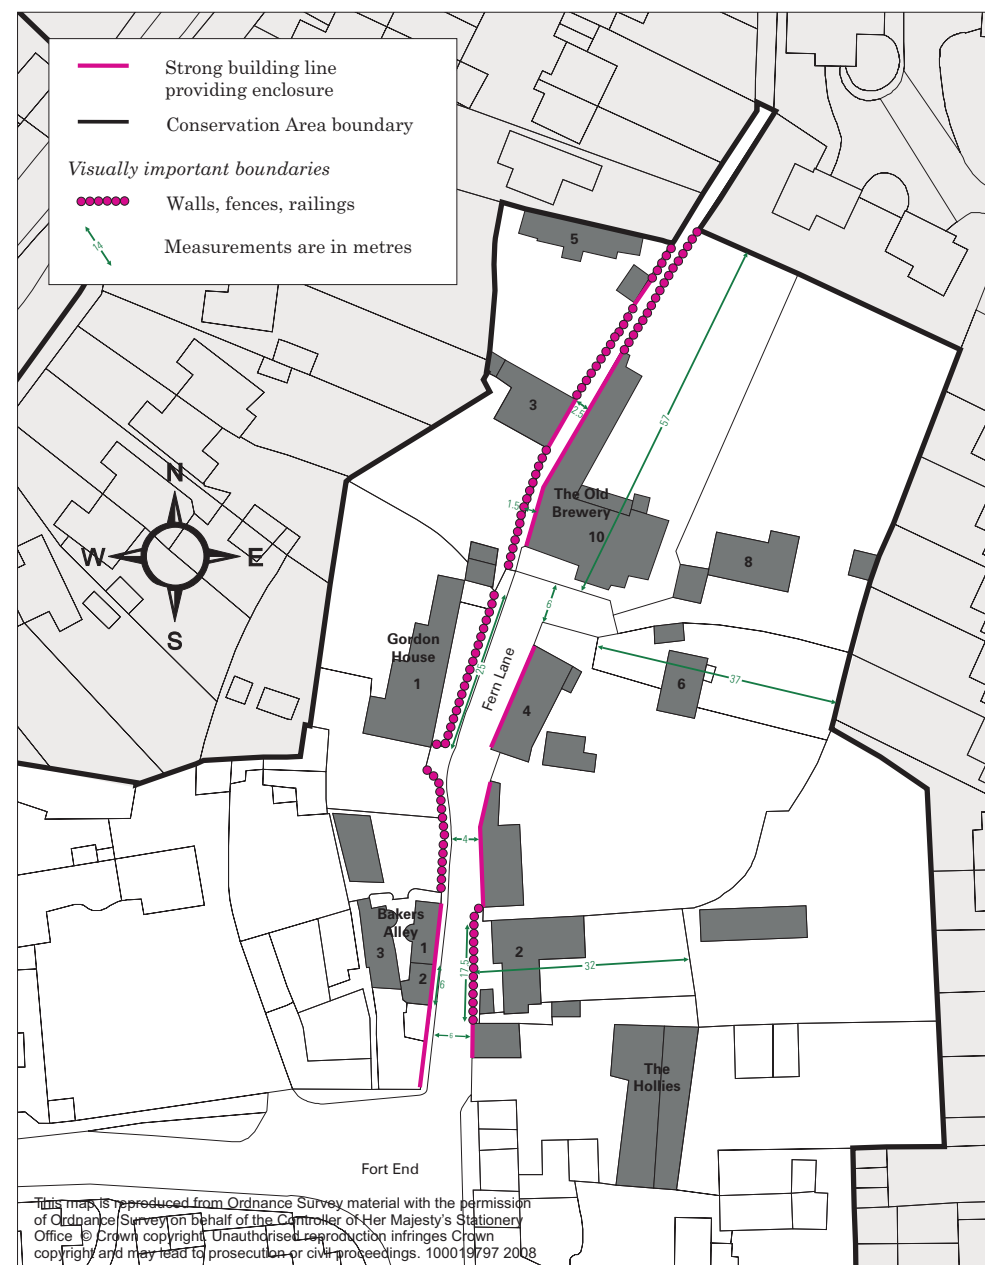 Strong building line
providing enclosure
Conservation Area boundary
Visually important boundaries
Walls, fences, railings
14
Measurements are in metres
5
3
2.5
57
The Old
Brewery
10
1.5
8
N
W E
S
6
Gordon
House
1
25
Fern Lane
4
6
37
4
Bakers
Alley
1
3
2
6
17.5
2
32
6
The
Hollies
Fort End
This map is reproduced from Ordnance Survey material with the permission
of Ordnance Survey on behalf of the Controller of Her Majesty's Stationery
Office © Crown copyright. Unauthorised reproduction infringes Crown
copyright and may lead to prosecution or civil proceedings. 100019797 2008